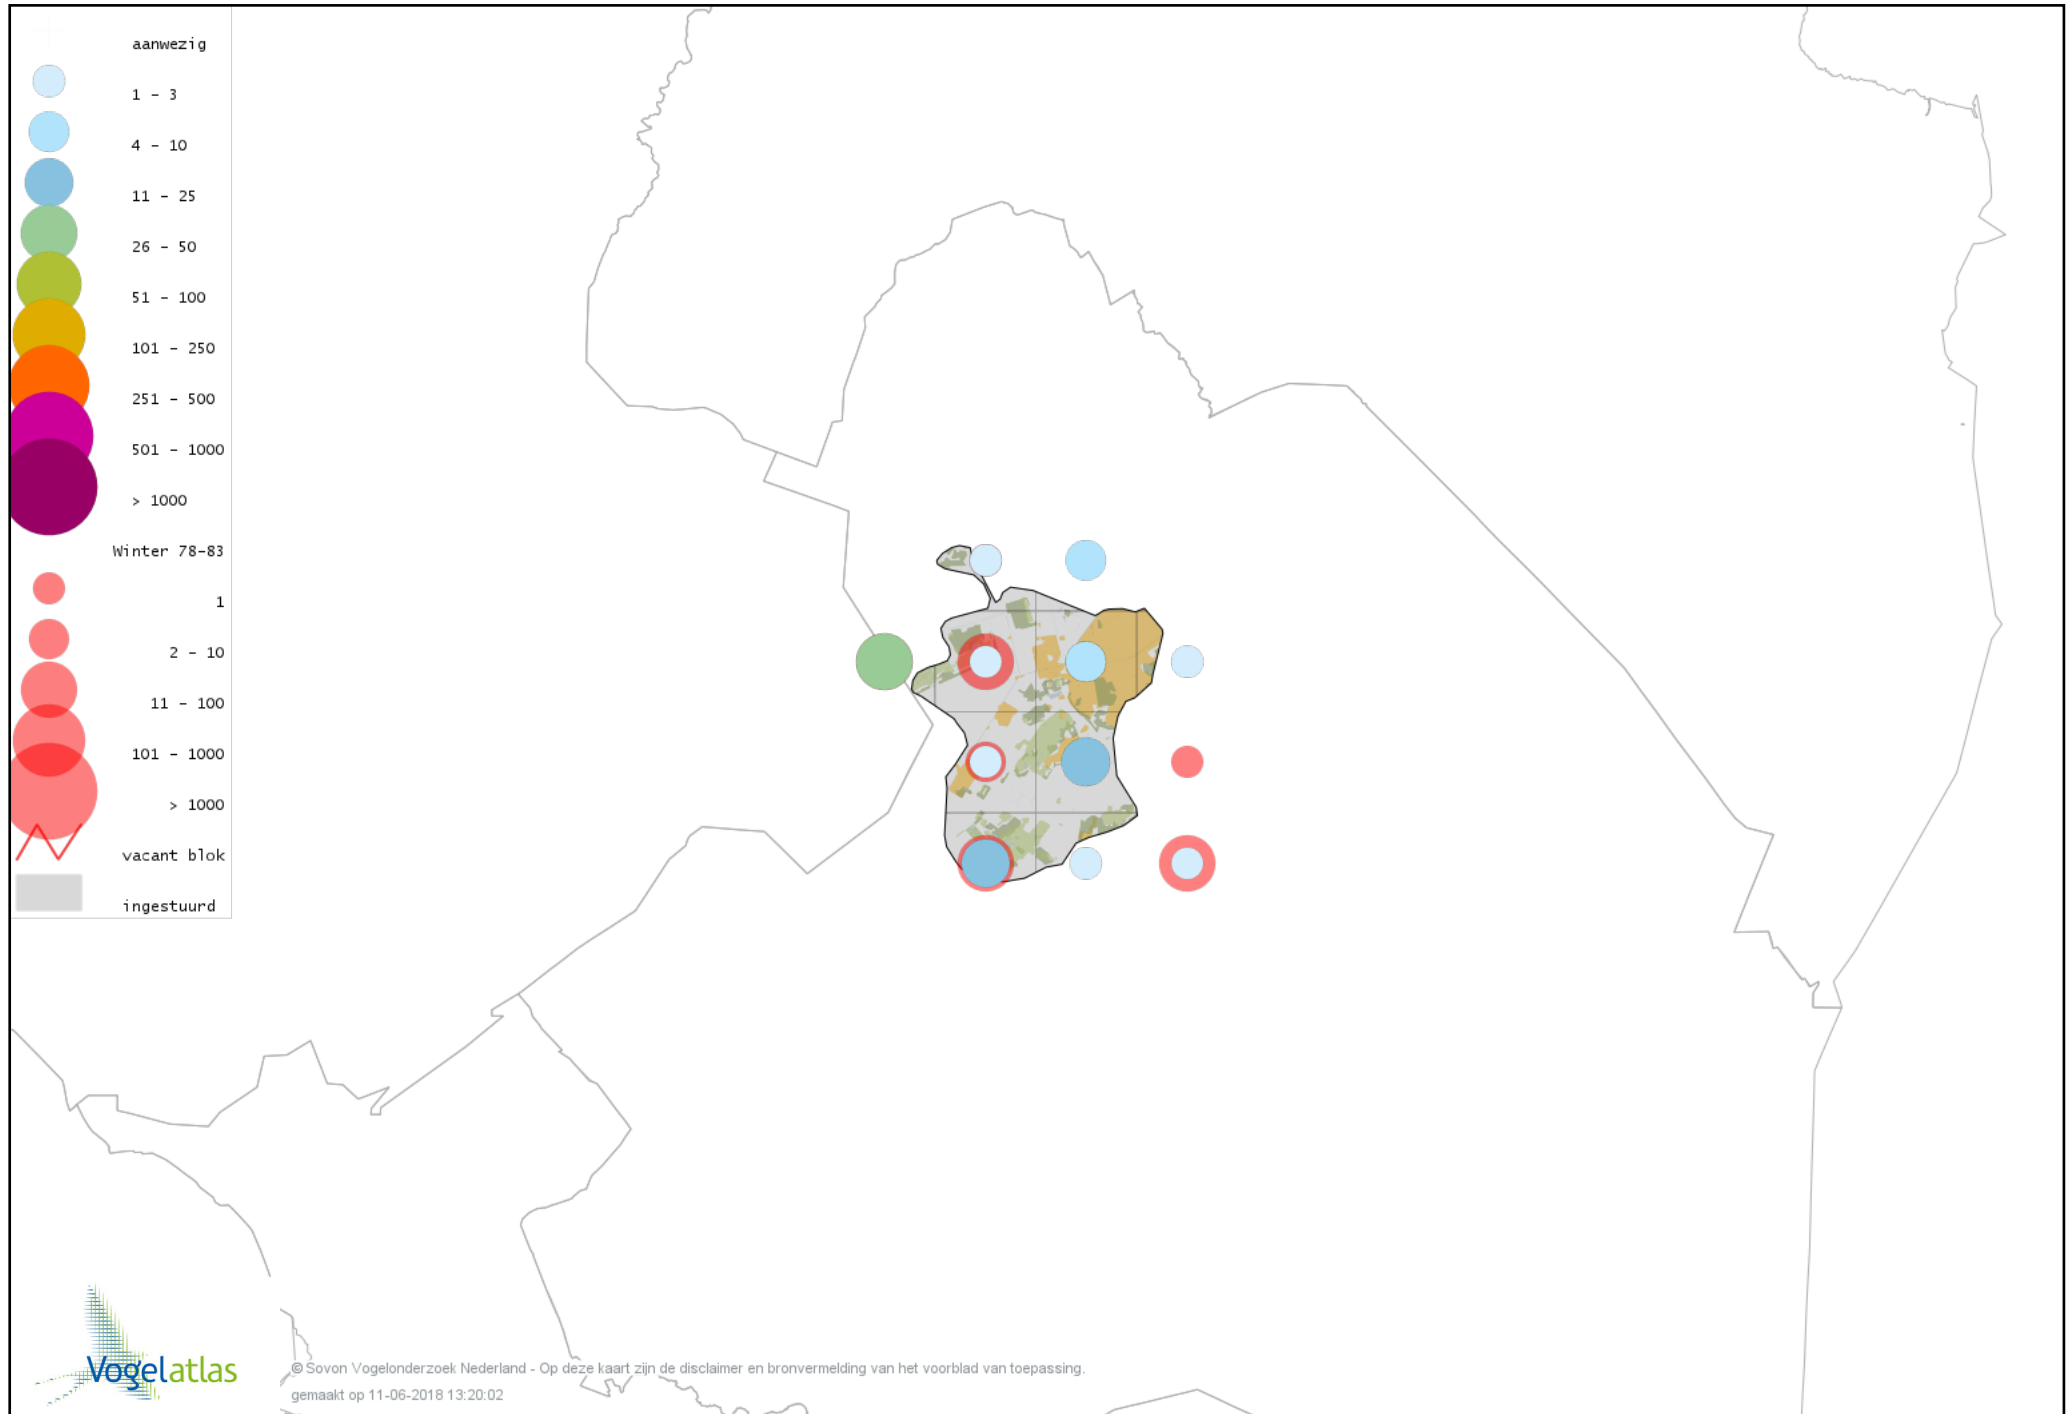 aanwezig
1 - 3
4 - 10
11 - 25
26 - 50
51 - 100
101 - 250
251 - 500
501 - 1000
> 1000
Winter 78-83
1
2 - 10
11 - 100
101 - 1000
> 1000
vacant blok
ingestuurd
Vogelatlas
© Sovon Vogelonderzoek Nederland - Op deze kaart zijn de disclaimer en bronvermelding van het voorblad van toepassing.
gemaakt op 11-06-2018 13:20:02